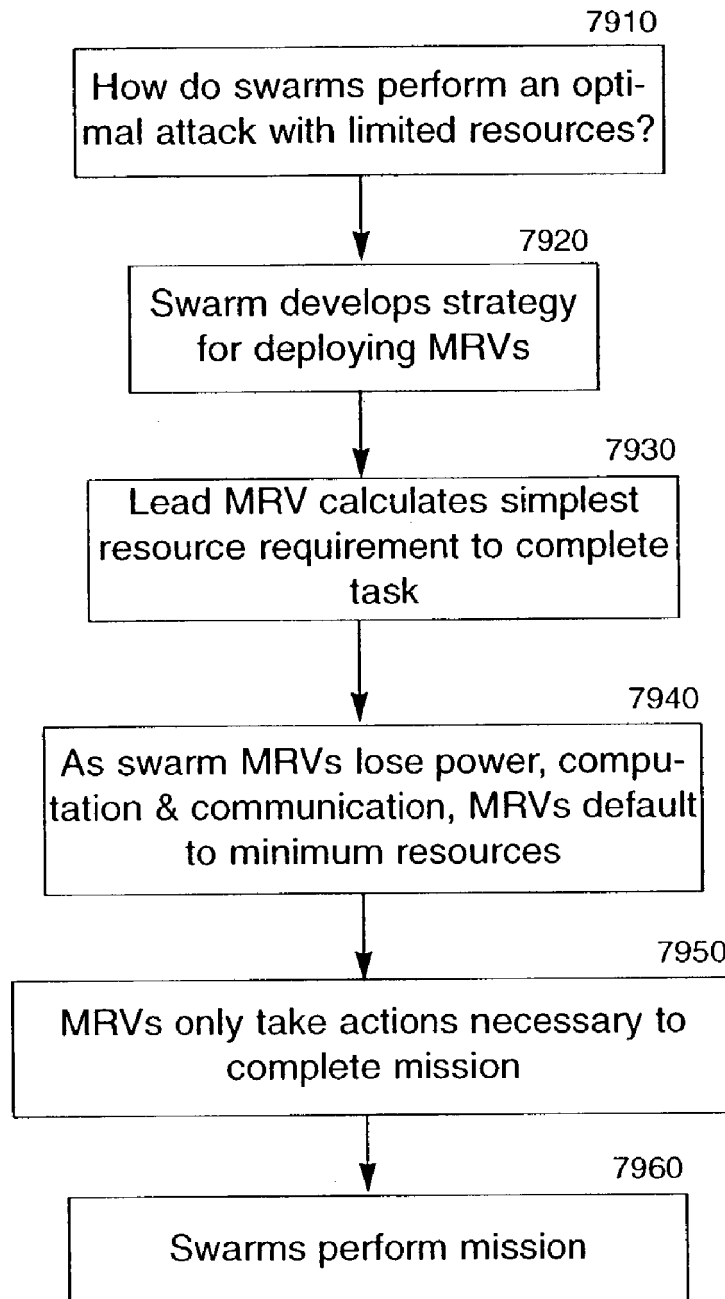 7910
How do swarms perform an opti-
mal attack with limited resources?
7920
Swarm develops strategy
for deploying MRVs
7930
Lead MRV calculates simplest
resource requirement to complete
task
7940
As swarm MRVs lose power, compu-
tation & communication, MRVs default
to minimum resources
7950
MRVs only take actions necessary to
complete mission
7960
Swarms perform mission